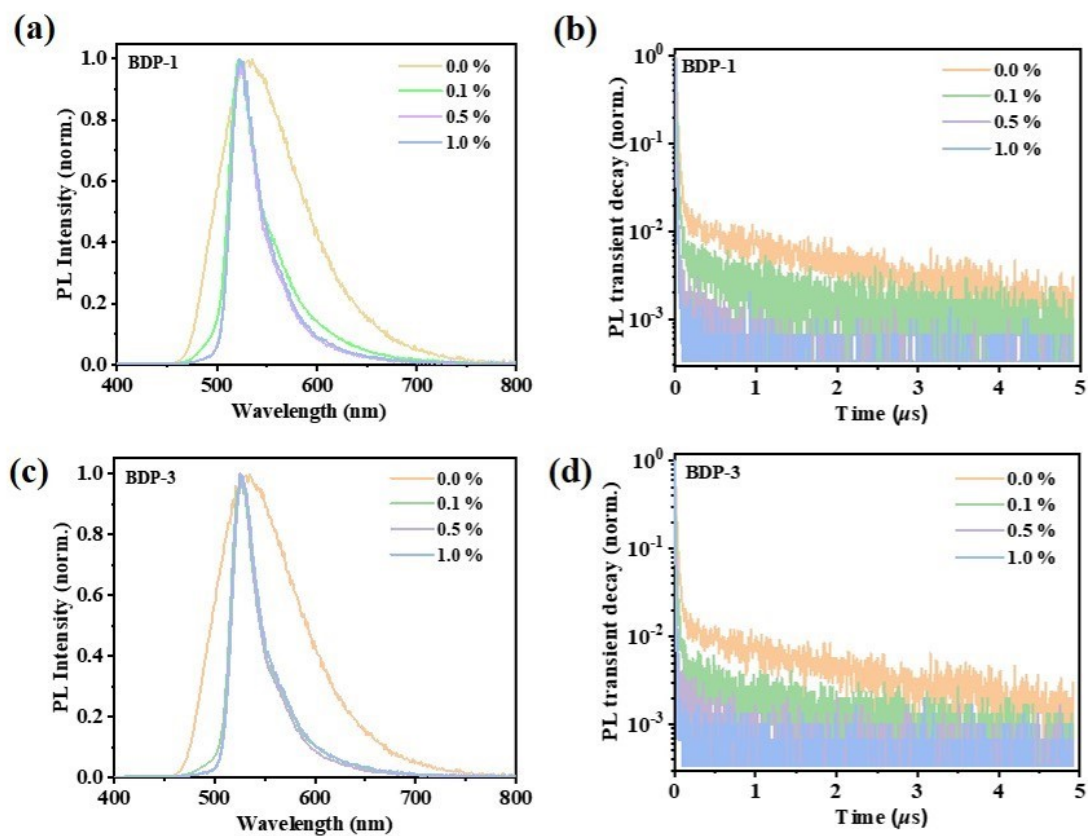 (a)
BDP-1
0.0 %
0.1 %
0.5 %
1.0 %
PL Intensity (norm.)
1.0
0.8
0.6
0.4
0.2
0.0
400 500 600 700 800
Wavelength (nm)
(b)
BDP-1
0.0 %
0.1 %
0.5 %
1.0 %
PL transient decay (norm.)
10⁰
10⁻¹
10⁻²
10⁻³
0 1 2 3 4 5
Time (μs)
(c)
BDP-3
0.0 %
0.1 %
0.5 %
1.0 %
PL Intensity (norm.)
1.0
0.8
0.6
0.4
0.2
0.0
400 500 600 700 800
Wavelength (nm)
(d)
BDP-3
0.0 %
0.1 %
0.5 %
1.0 %
PL transient decay (norm.)
10⁰
10⁻¹
10⁻²
10⁻³
0 1 2 3 4 5
Time (μs)